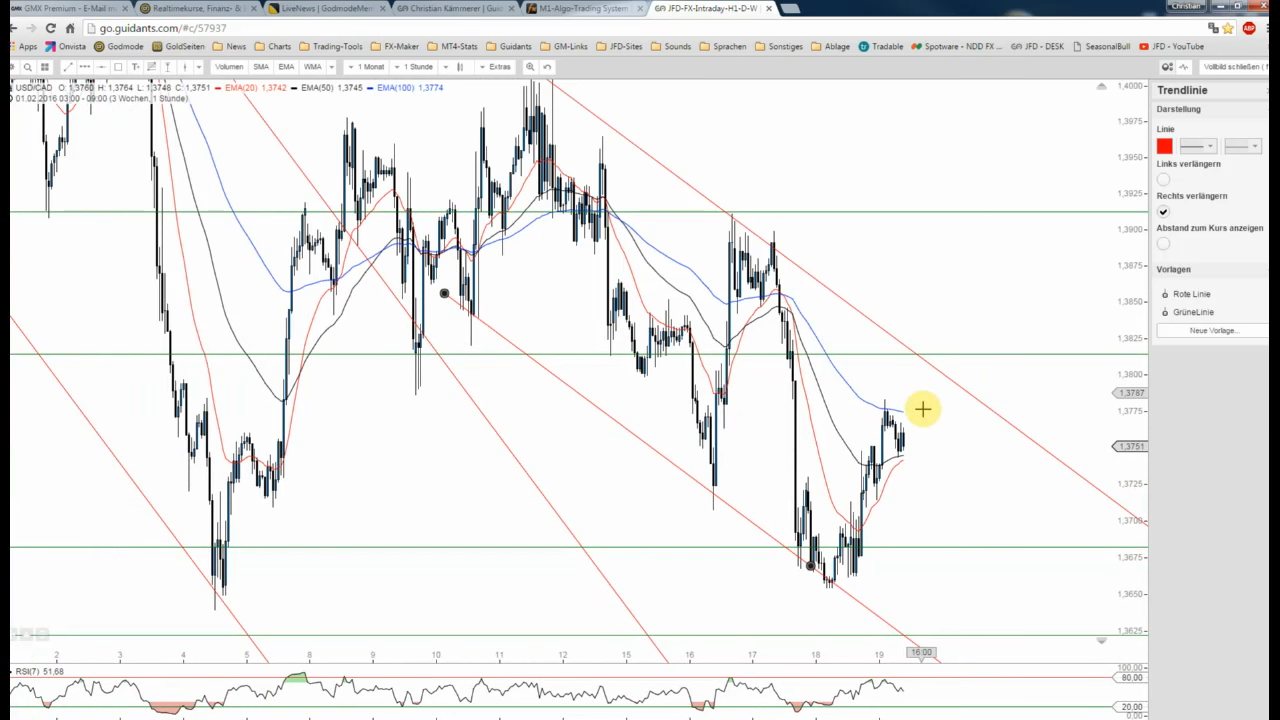 GMX Premium - E-Mail m
Realtimekurse, Finanz- & 
LiveNews | GodmodeMem
Christian Kämmerer | Gui
M1-Algo-Trading System
JFD-FX-Intraday-H1-D-W
Christian
go.guidants.com/#c/57937
Apps
Onvista
Godmode
GoldSeiten
News
Charts
Trading-Tools
FX-Maker
MT4-Stats
Guidants
GM-Links
JFD-Sites
Sounds
Sprachen
Sonstiges
Ablage
Tradable
Spotware - NDD FX ...
JFD - DESK
SeasonalBull
JFD - YouTube
Volumen
SMA
EMA
WMA
1 Monat
1 Stunde
Extras
Vollbild schließen ( f
USD/CAD O: 1,3760 H: 1,3764 L: 1,3748 C: 1,3751 EMA(20) 1,3742 EMA(50) 1,3745 EMA(100) 1,3774
01.02.2016 03:00 - 09:00 (3 Wochen, 1 Stunde)
1,4000
1,3975
1,3950
1,3925
1,3900
1,3875
1,3850
1,3825
1,3800
1,3787
1,3775
1,3751
1,3725
1,3700
1,3675
1,3650
1,3625
2 3 4 5 8 9 10 11 12 15 16 17 18 19 16:00
RSI(7) 51,68
100,00
80,00
20,00
0,00
Trendlinie
Darstellung
Linie
Links verlängern
Rechts verlängern
Abstand zum Kurs anzeigen
Vorlagen
Rote Linie
GrüneLinie
Neue Vorlage...